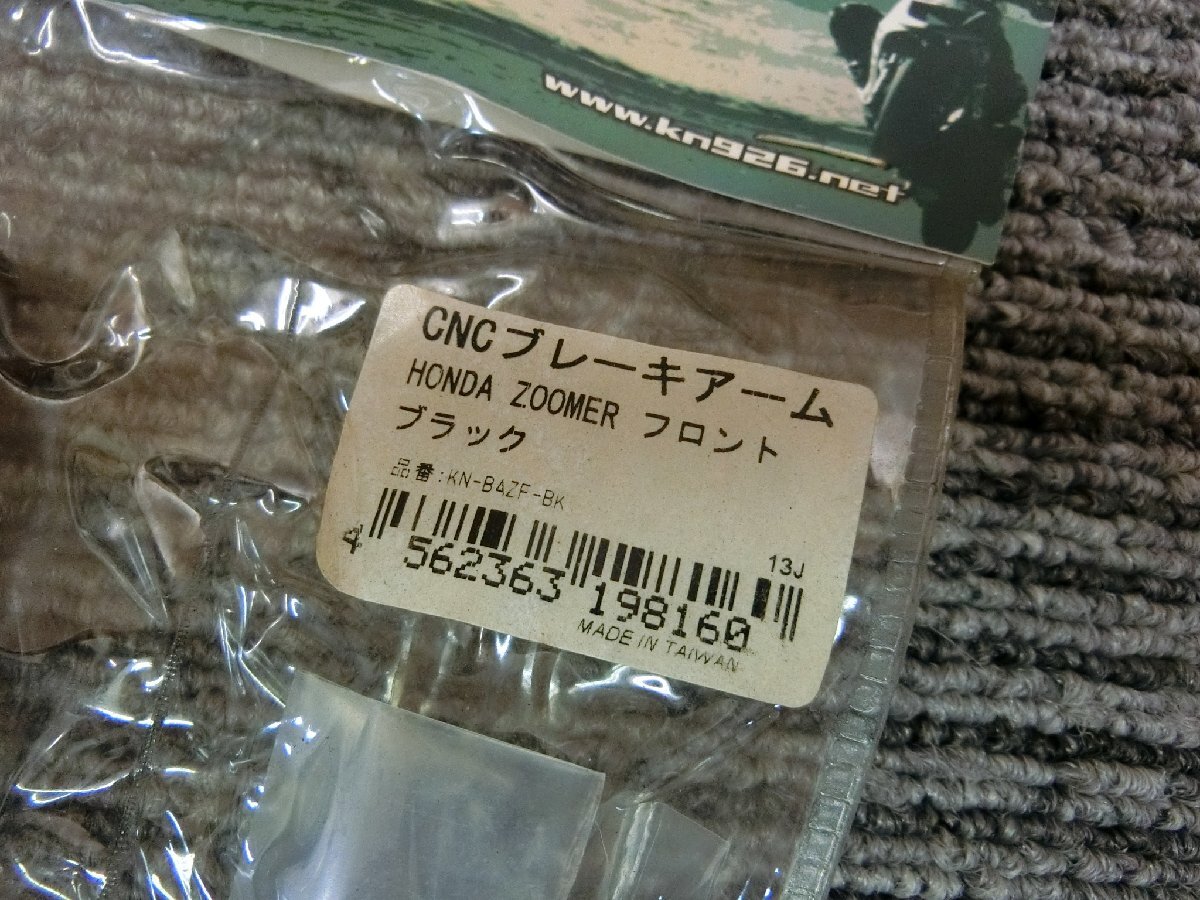 www.kn926.net
CNCブレーキアーム
HONDA ZOOMER フロント
ブラック
品番:KN-BAZF-BK
13J
4 562363 198160
MADE IN TAIWAN